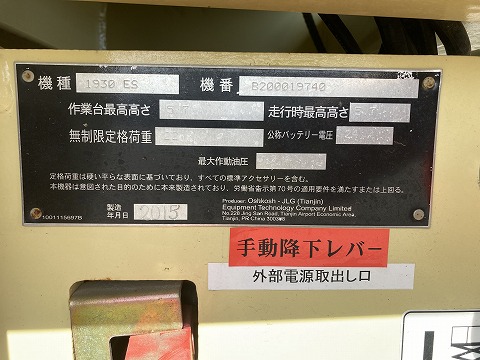 機種 1930 ES 機番 B200019740
作業台最高高さ 5.7 走行時最高高さ 5.7
無制限定格荷重 公称バッテリー電圧
最大作動油圧
定格荷重は硬い平らな表面に基づいており、すべての標準アクセサリーを含む。
本機器は意図された目的のために本来製造されており、労働省告示第70号の適用要件を満たすまたは上回る。
1001115697B
製造年月日 2015
Producer: Oshkosh - JLG (Tianjin)
Equipment Technology Company Limited
No.228 Jing San Road, Tianjin Airport Economic Area,
Tianjin, PR China 300308
手動降下レバー
外部電源取出し口